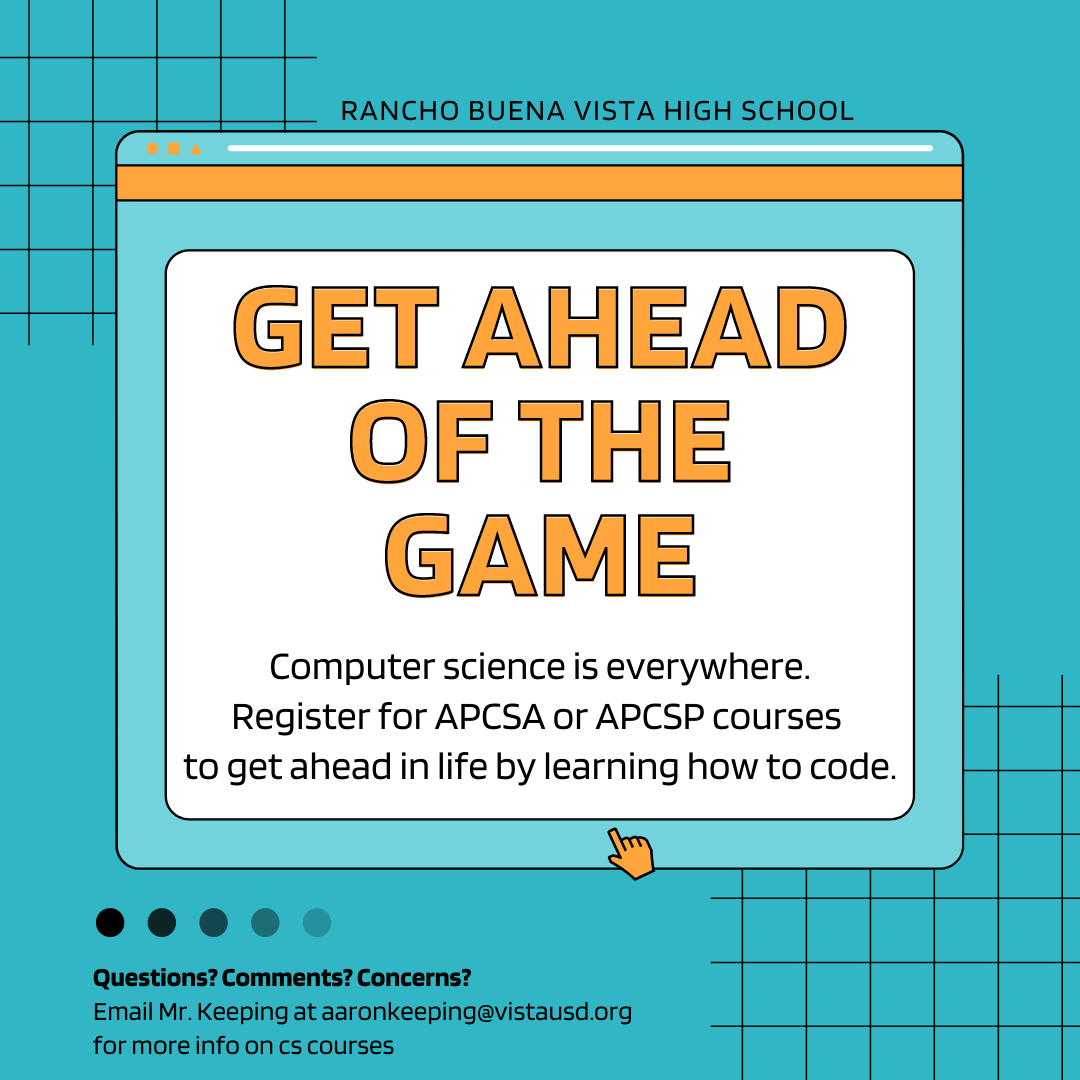 RANCHO BUENA VISTA HIGH SCHOOL
GET AHEAD
OF THE
GAME
Computer science is everywhere.
Register for APCSA or APCSP courses
to get ahead in life by learning how to code.
Questions? Comments? Concerns?
Email Mr. Keeping at aaronkeeping@vistausd.org
for more info on cs courses